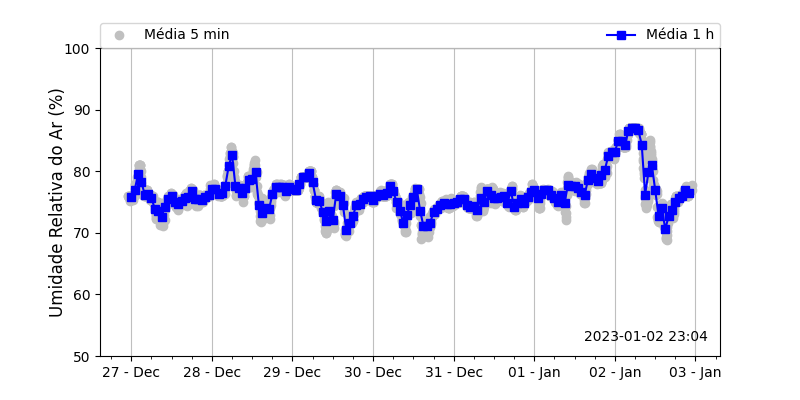 Média 5 min
Média 1 h
Umidade Relativa do Ar (%)
100
90
80
70
60
50
2023-01-02 23:04
27 - Dec
28 - Dec
29 - Dec
30 - Dec
31 - Dec
01 - Jan
02 - Jan
03 - Jan